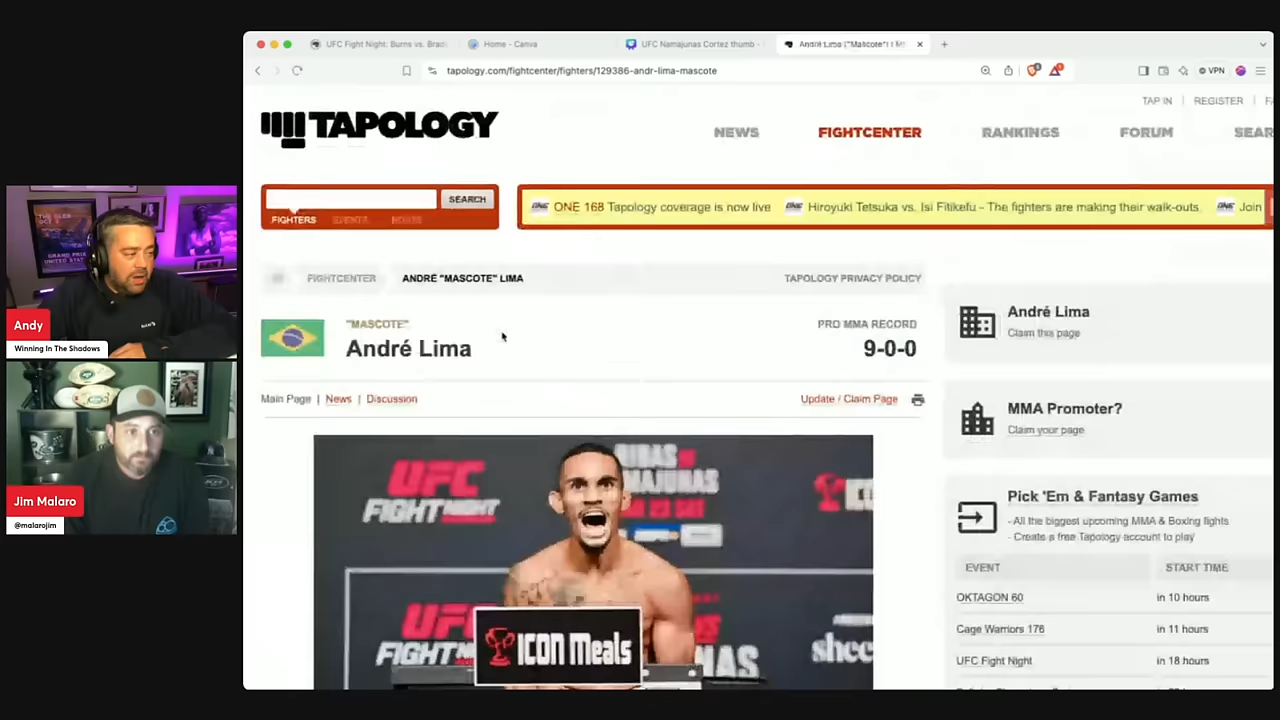 UFC Fight Night: Burns vs. Brad
Home - Canva
UFC Namajunas Cortez thumb -
André Lima ("Mascote") | M
tapology.com/fightcenter/fighters/129386-andr-lima-mascote
VPN
TAPOLOGY
TAP IN | REGISTER |
NEWS
FIGHTCENTER
RANKINGS
FORUM
SEAR
SEARCH
FIGHTERS
EVENTS
ONE 168 Tapology coverage is now live
Hiroyuki Tetsuka vs. Isi Fitikefu - The fighters are making their walk-outs.
Join
FIGHTCENTER
ANDRÉ "MASCOTE" LIMA
TAPOLOGY PRIVACY POLICY
"MASCOTE"
André Lima
PRO MMA RECORD
9-0-0
Main Page | News | Discussion
Update / Claim Page
André Lima
Claim this page
MMA Promoter?
Claim your page
Pick 'Em & Fantasy Games
- All the biggest upcoming MMA & Boxing fights
- Create a free Tapology account to play
EVENT
START TIME
OKTAGON 60
in 10 hours
Cage Warriors 176
in 11 hours
UFC Fight Night
in 18 hours
UFC
FIGHT NIGHT
ICON Meals
Andy
Winning In The Shadows
Jim Malaro
@malarojim